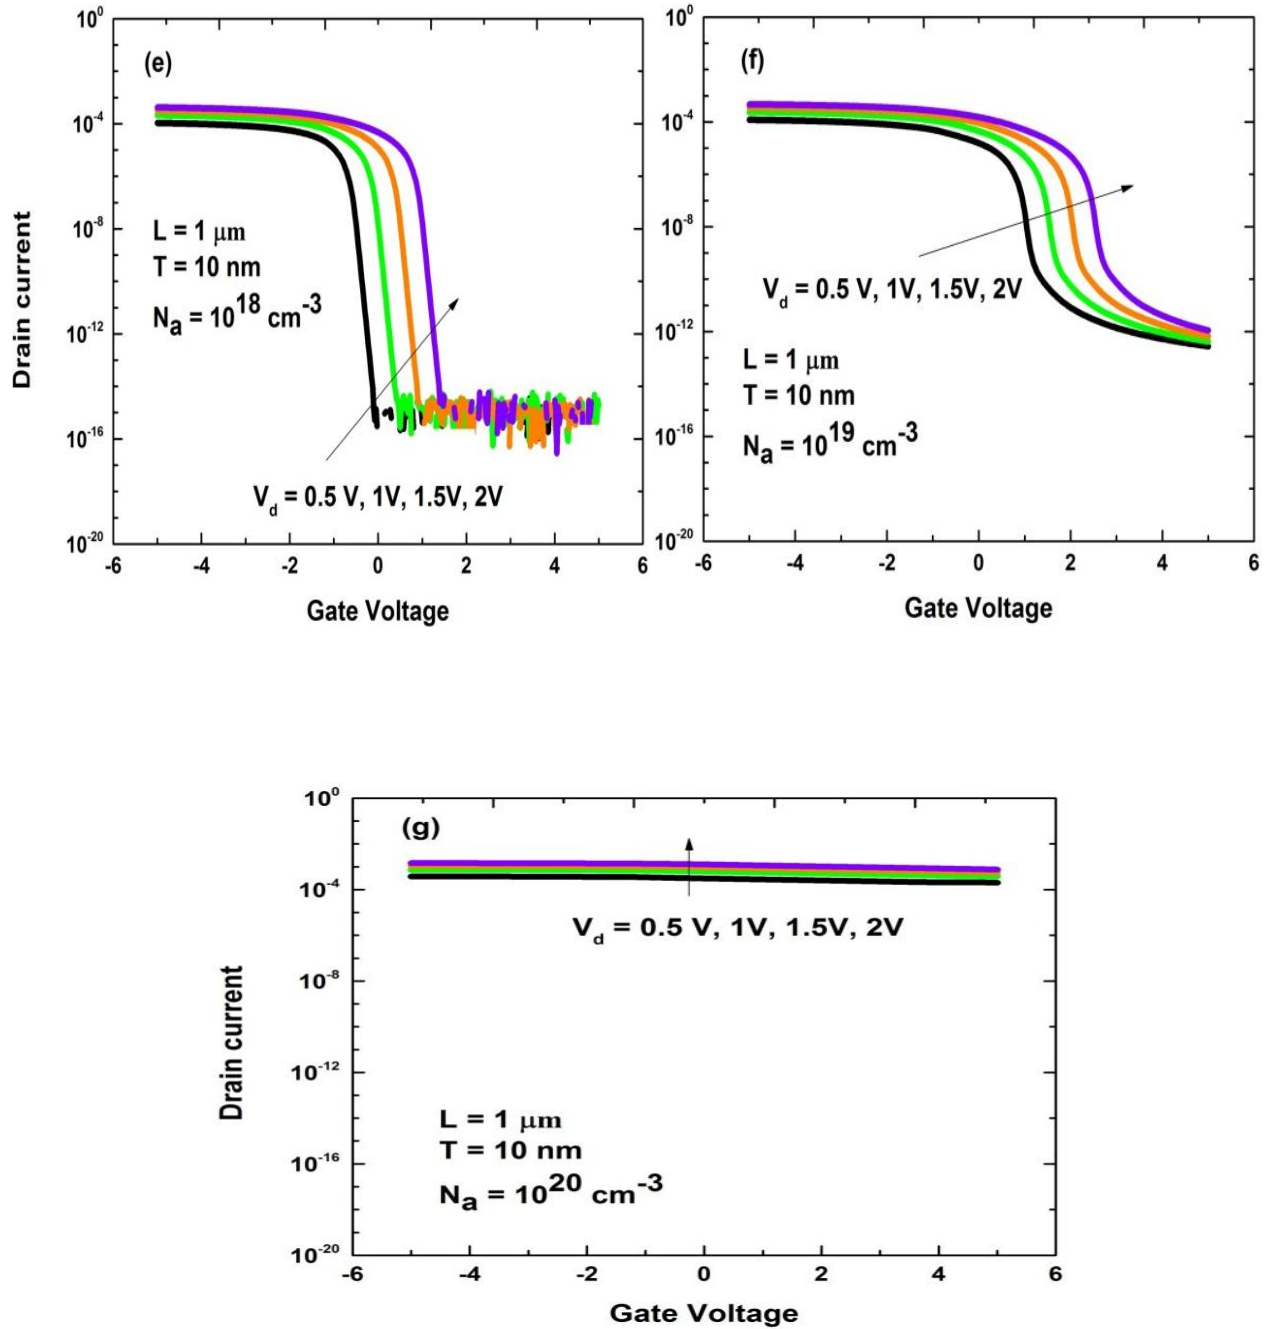 (e)
10^0
10^-4
10^-8
10^-12
10^-16
10^-20
Drain current
L = 1 μm
T = 10 nm
N_a = 10^18 cm^-3
V_d = 0.5 V, 1V, 1.5V, 2V
-6 -4 -2 0 2 4 6
Gate Voltage
(f)
10^0
10^-4
10^-8
10^-12
10^-16
10^-20
V_d = 0.5 V, 1V, 1.5V, 2V
L = 1 μm
T = 10 nm
N_a = 10^19 cm^-3
-6 -4 -2 0 2 4 6
Gate Voltage
(g)
10^0
10^-4
10^-8
10^-12
10^-16
10^-20
Drain current
V_d = 0.5 V, 1V, 1.5V, 2V
L = 1 μm
T = 10 nm
N_a = 10^20 cm^-3
-6 -4 -2 0 2 4 6
Gate Voltage